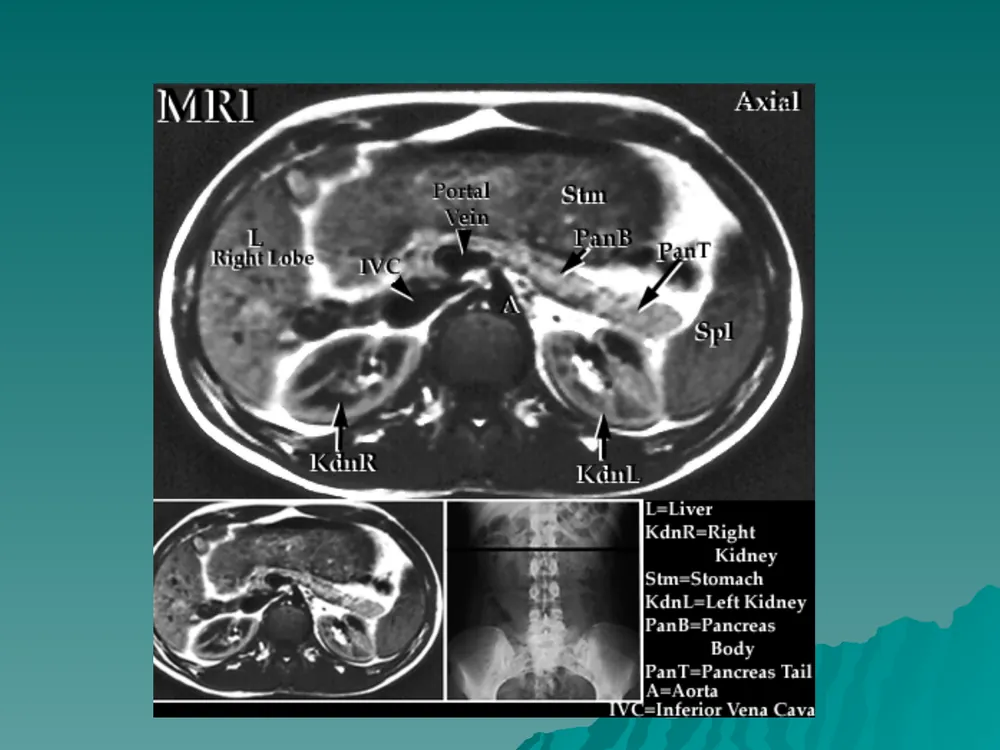 MRI
Axial
Portal
Vein
Stm
L
Right Lobe
PanB
PanT
IVC
A
Spl
KdnR
KdnL
L=Liver
KdnR=Right
Kidney
Stm=Stomach
KdnL=Left Kidney
PanB=Pancreas
Body
PanT=Pancreas Tail
A=Aorta
IVC=Inferior Vena Cava